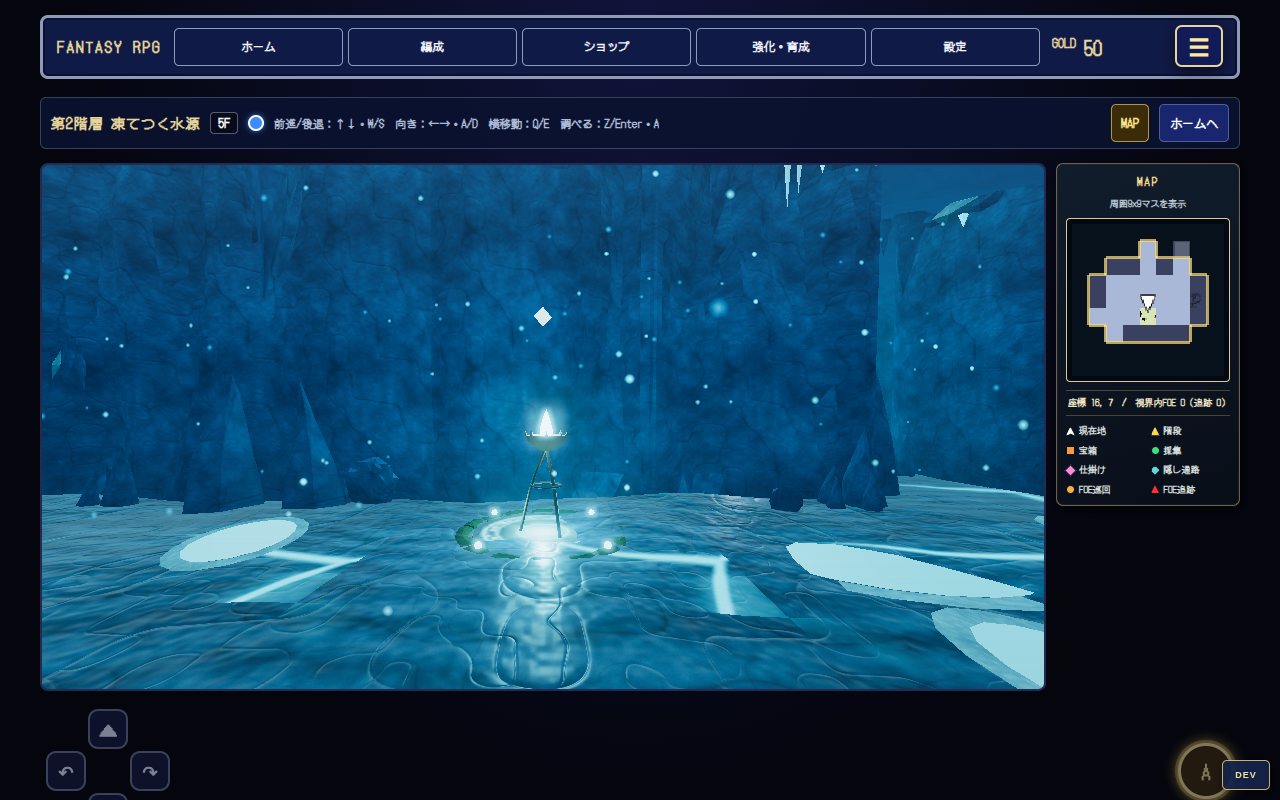 FANTASY RPG
ホーム
編成
ショップ
強化・育成
設定
GOLD 50
第2階層 凍てつく水源 5F 前進/後退：↑↓・W/S 向き：←→・A/D 横移動：Q/E 調べる：Z/Enter・A
MAP
ホームへ
MAP
周囲9x9マスを表示
座標 16, 7 / 視界内FOE 0 (追跡 0)
現在地
階段
宝箱
採集
仕掛け
隠し通路
FOE巡回
FOE追跡
A
DEV